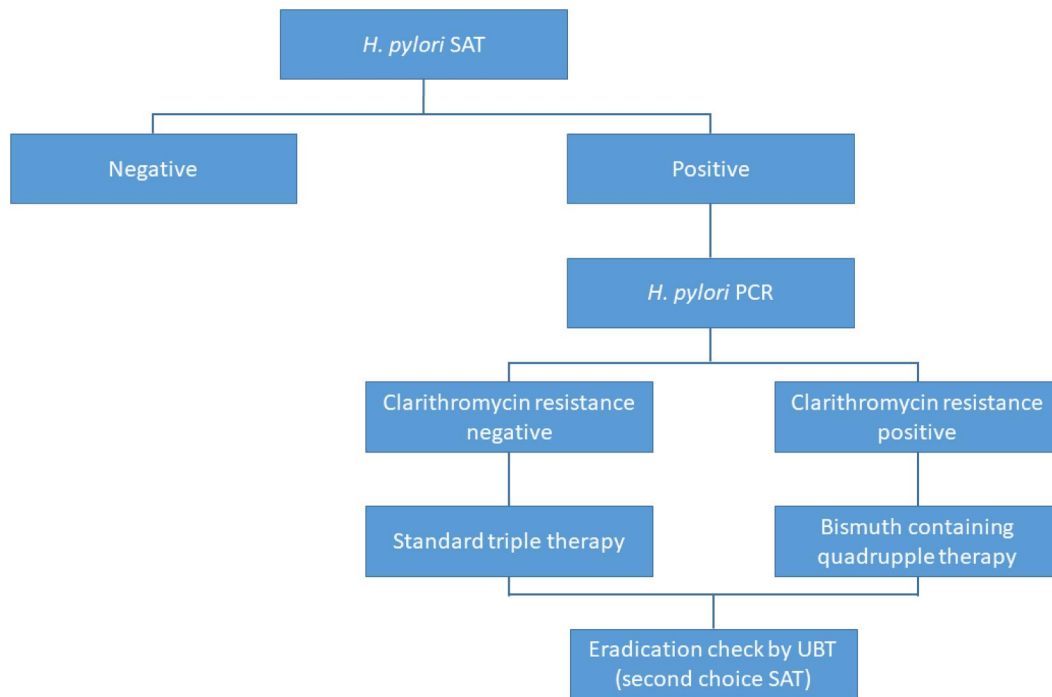 H. pylori SAT
Negative
Positive
H. pylori PCR
Clarithromycin resistance
negative
Clarithromycin resistance
positive
Standard triple therapy
Bismuth containing
quadrupple therapy
Eradication check by UBT
(second choice SAT)